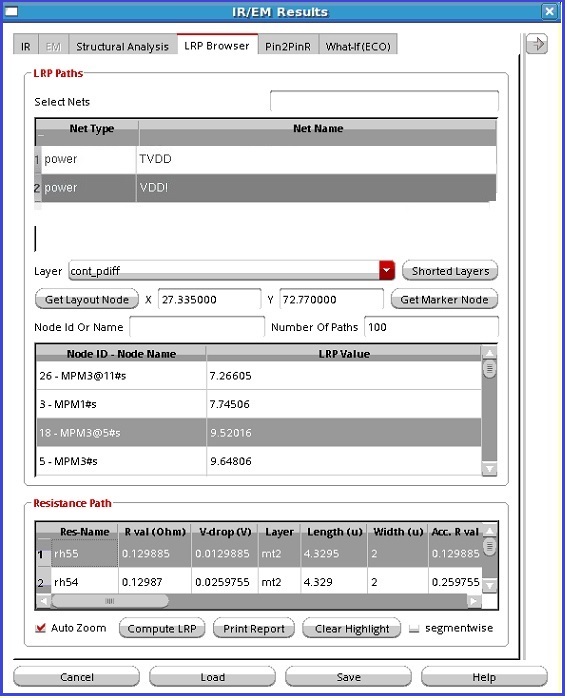 IR/EM Results
IR EM Structural Analysis LRP Browser Pin2PinR What-If(ECO)
LRP Paths
Select Nets
Net Type Net Name
1 power TVDD
2 power VDD!
Layer cont_pdiff Shorted Layers
Get Layout Node X 27.335000 Y 72.770000 Get Marker Node
Node Id Or Name Number Of Paths 100
Node ID - Node Name LRP Value
26 - MPM3@11#s 7.26605
3 - MPM1#s 7.74506
18 - MPM3@5#s 9.52016
5 - MPM3#s 9.64806
Resistance Path
Res-Name R val (Ohm) V-drop (V) Layer Length (u) Width (u) Acc. R val
1 rh55 0.129885 0.0129885 mt2 4.3295 2 0.129885
2 rh54 0.12987 0.0259755 mt2 4.329 2 0.259755
Auto Zoom Compute LRP Print Report Clear Highlight segmentwise
Cancel Load Save Help